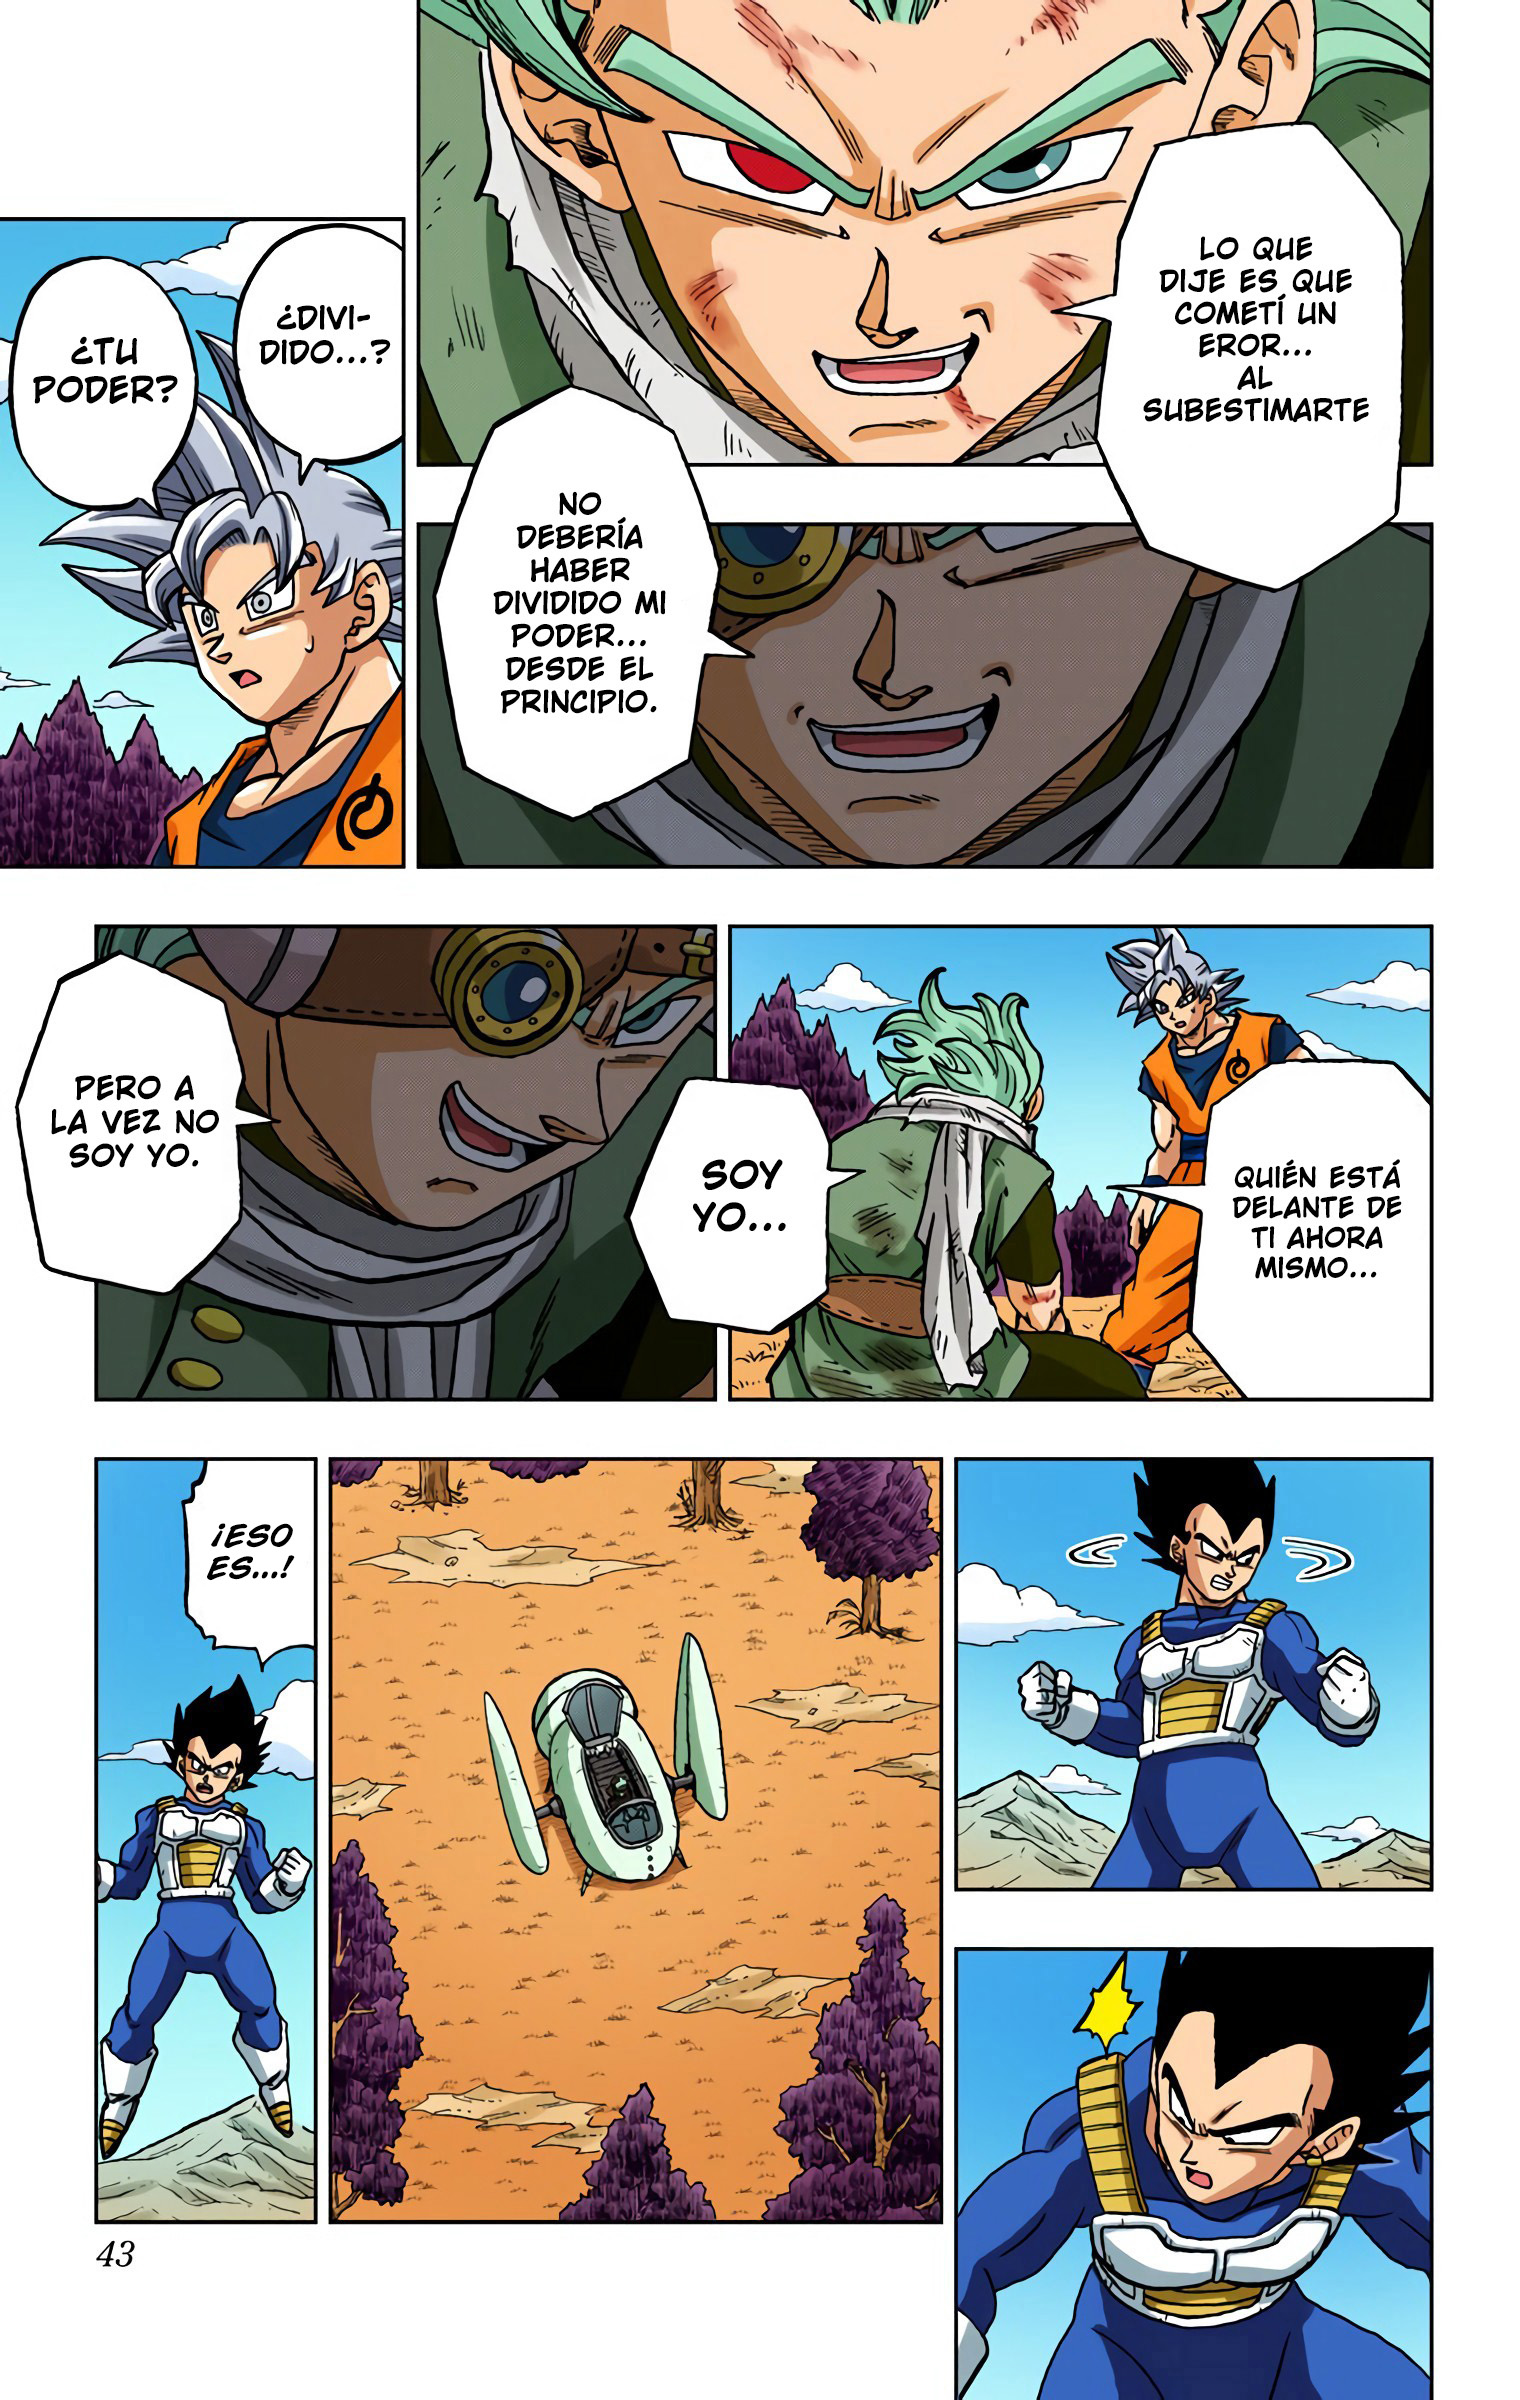 LO QUE
DIJE ES QUE
COMETÍ UN
EROR...
AL
SUBESTIMARTE
NO
DEBERÍA
HABER
DIVIDIDO MI
PODER...
DESDE EL
PRINCIPIO.
¿DIVI-
DIDO...?
¿TU
PODER?
QUIÉN ESTÁ
DELANTE DE
TI AHORA
MISMO...
SOY
YO...
PERO A
LA VEZ NO
SOY YO.
¡ESO
ES...!
43